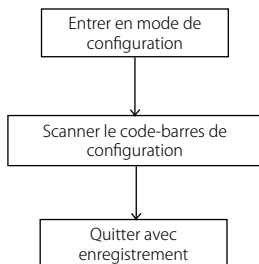 Entrer en mode de
configuration
Scanner le code-barres de
configuration
Quitter avec
enregistrement